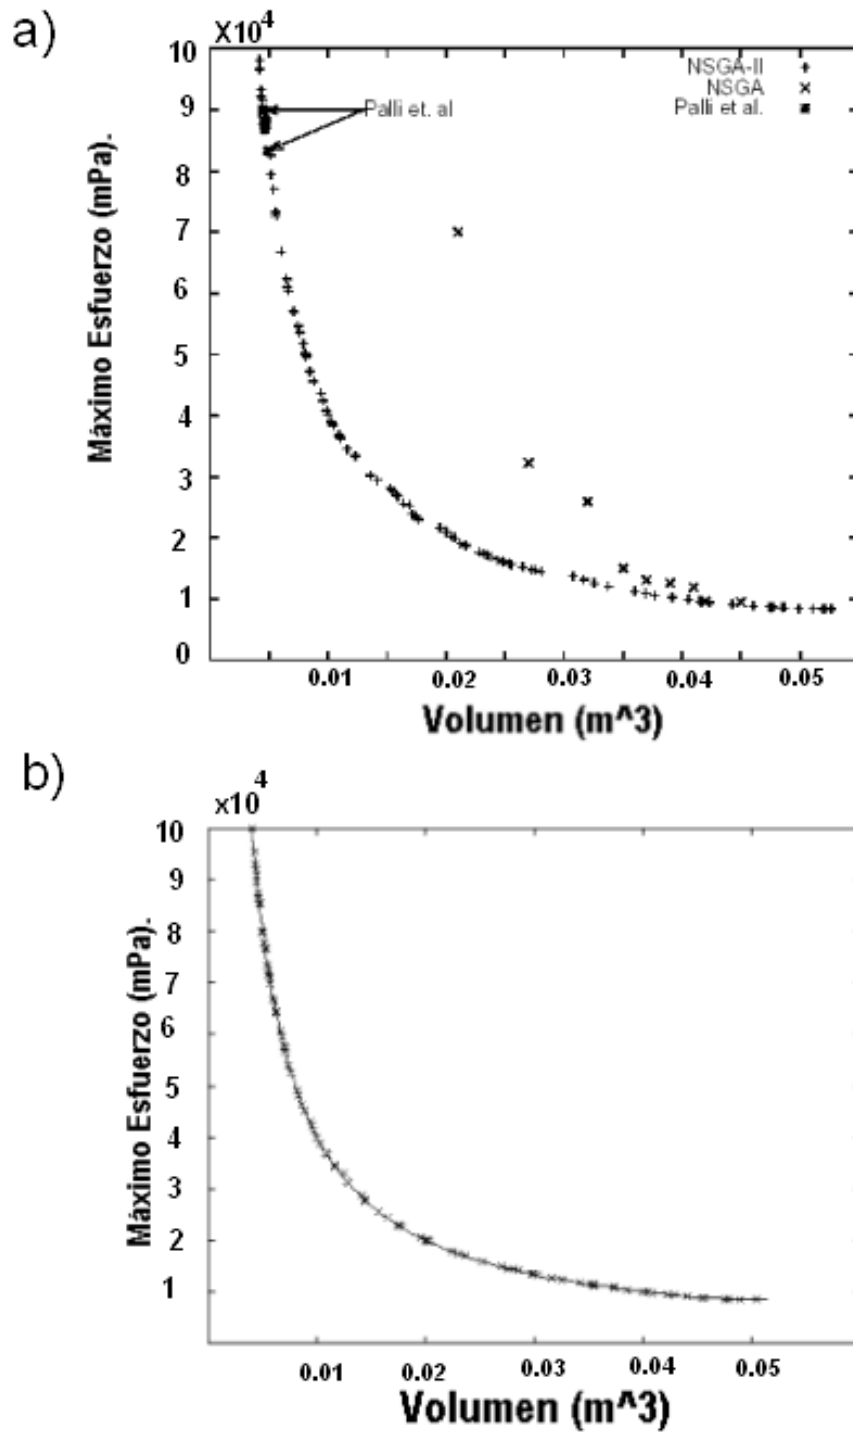 a)
X10^4
10
9
8
7
6
5
4
3
2
1
0
Máximo Esfuerzo (mPa).
NSGA-II
NSGA
Palli et al.
Palli et. al
0.01 0.02 0.03 0.04 0.05
Volumen (m^3)
b)
x10^4
10
9
8
7
6
5
4
3
2
1
Máximo Esfuerzo (mPa).
0.01 0.02 0.03 0.04 0.05
Volumen (m^3)